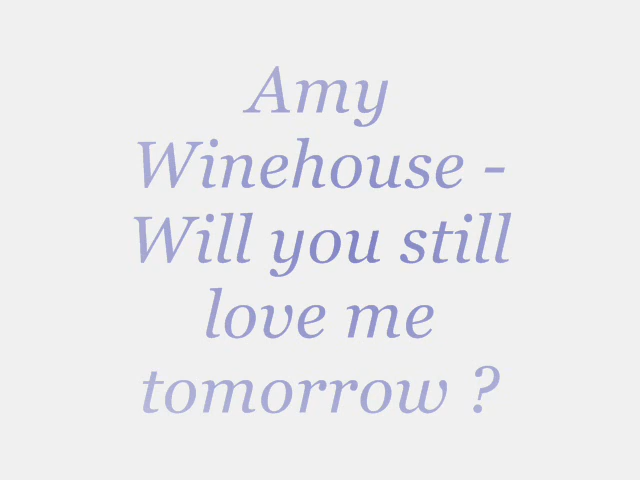 Amy
Winehouse -
Will you still
love me
tomorrow ?